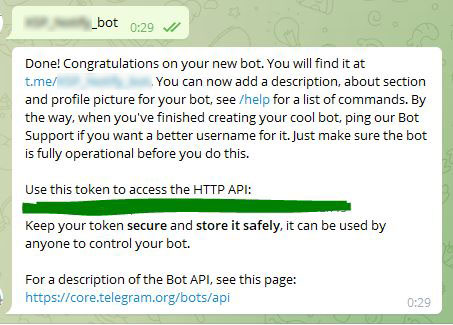 _bot 0:29
Done! Congratulations on your new bot. You will find it at
t.me/ . You can now add a description, about section
and profile picture for your bot, see /help for a list of commands. By
the way, when you've finished creating your cool bot, ping our Bot
Support if you want a better username for it. Just make sure the bot
is fully operational before you do this.
Use this token to access the HTTP API:
Keep your token secure and store it safely, it can be used by
anyone to control your bot.
For a description of the Bot API, see this page:
https://core.telegram.org/bots/api
0:29